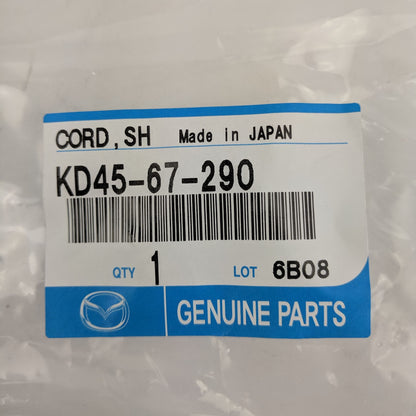 CORD, SH Made in JAPAN
KD45-67-290
QTY 1 LOT 6B08
GENUINE PARTS